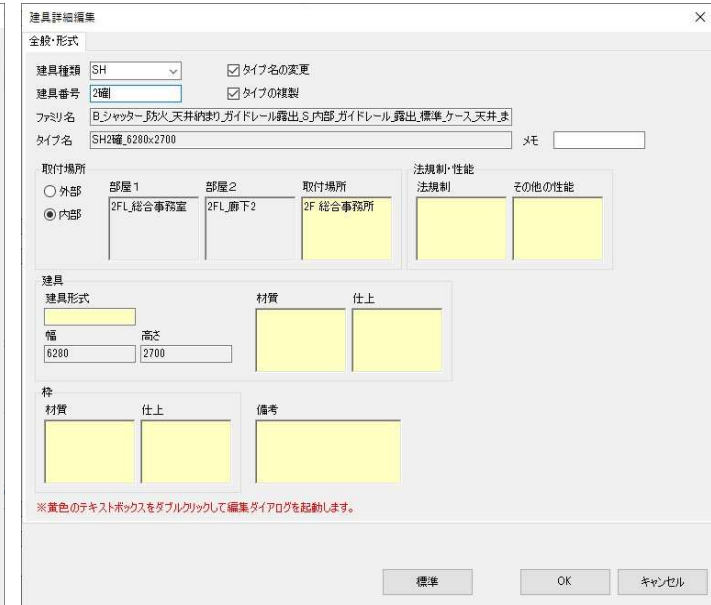 建具詳細編集
全般・形式
建具種類 SH タイプ名の変更
建具番号 2確 タイプの複製
ファミリ名 B_シャッター_防火_天井納まり_ガイドレール露出_S_内部_ガイドレール_露出_標準_ケース_天井_ま
タイプ名 SH2確_6280x2700 メモ
取付場所 法規制・性能
外部 部屋1 部屋2 取付場所 法規制 その他の性能
内部 2FL_総合事務室 2FL_廊下2 2F 総合事務所
建具
建具形式 材質 仕上
幅 高さ
6280 2700
枠
材質 仕上 備考
※黄色のテキストボックスをダブルクリックして編集ダイアログを起動します。
標準 OK キャンセル